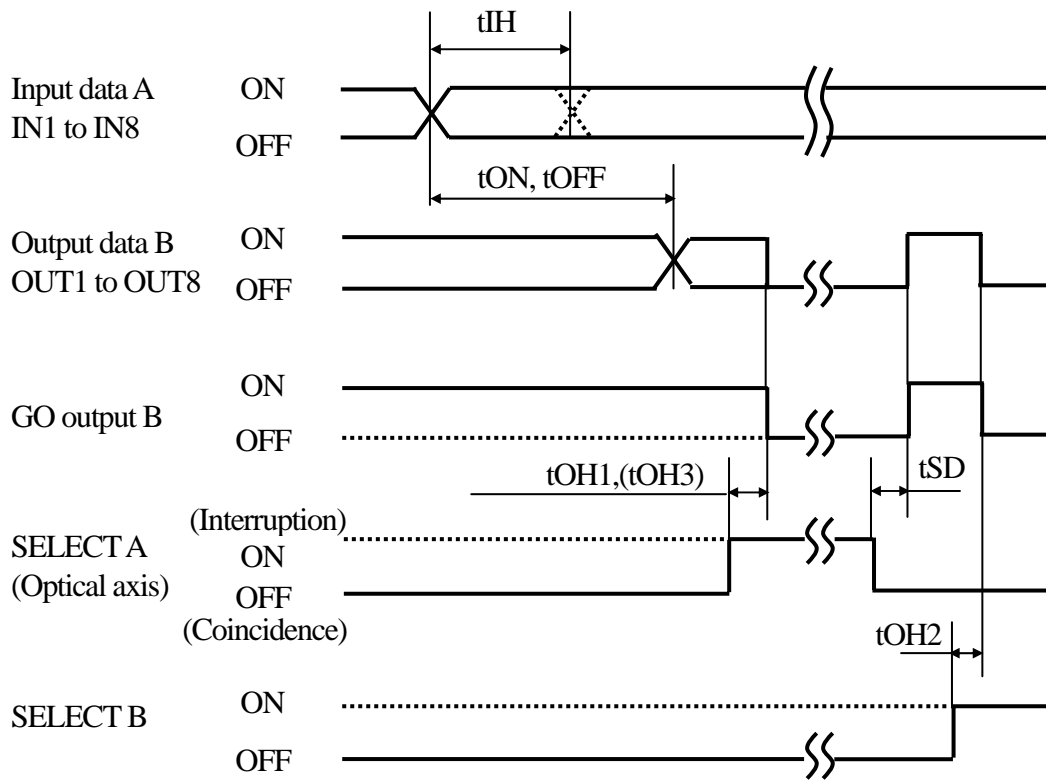 tIH
Input data A
IN1 to IN8
ON
OFF
tON, tOFF
Output data B
OUT1 to OUT8
ON
OFF
GO output B
ON
OFF
tOH1,(tOH3)
tSD
SELECT A
(Optical axis)
(Interruption)
ON
OFF
(Coincidence)
tOH2
SELECT B
ON
OFF